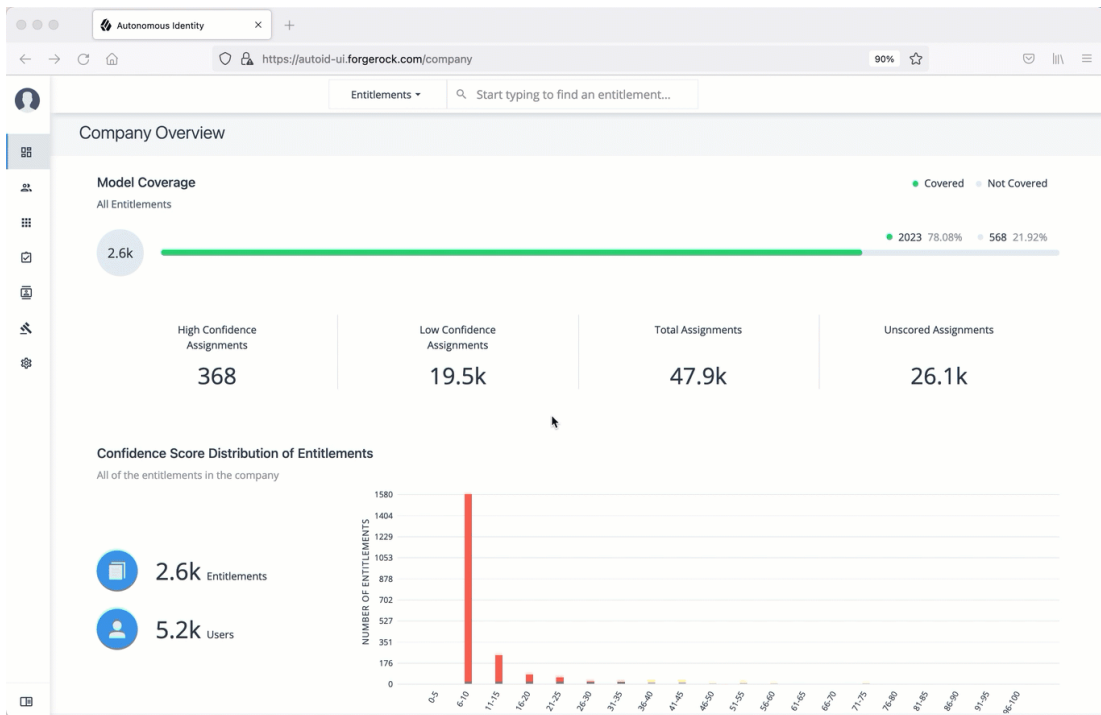 Autonomous Identity
https://autoid-ui.forgerock.com/company
90%
Entitlements
Start typing to find an entitlement...
Company Overview
Model Coverage
Covered Not Covered
All Entitlements
2023 78.08% 568 21.92%
2.6k
High Confidence
Assignments
368
Low Confidence
Assignments
19.5k
Total Assignments
47.9k
Unscored Assignments
26.1k
Confidence Score Distribution of Entitlements
All of the entitlements in the company
2.6k Entitlements
5.2k Users
NUMBER OF ENTITLEMENTS
1580
1404
1229
1053
878
702
527
351
176
0
0-5
6-10
11-15
16-20
21-25
26-30
31-35
36-40
41-45
46-50
51-55
56-60
61-65
66-70
71-75
76-80
81-85
86-90
91-95
96-100